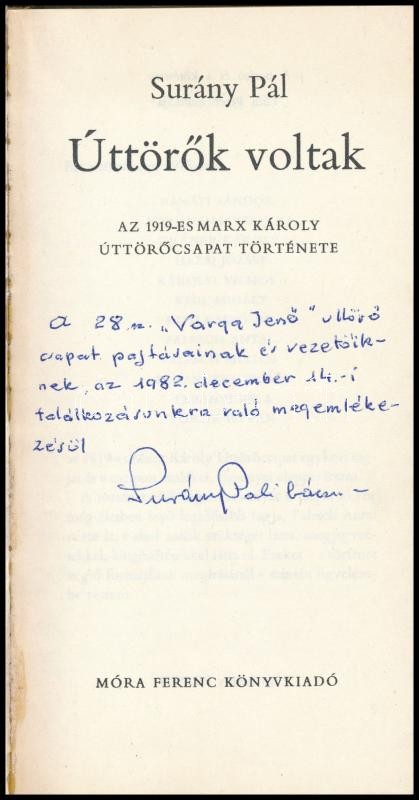 Surány Pál
Úttörők voltak
AZ 1919-ES MARX KÁROLY
ÚTTÖRŐCSAPAT TÖRTÉNETE
A 28. sz. „Varga Jenő" úttörő
csapat pajtásainak és vezetőik-
nek, az 1982. december 14.-i
találkozásunkra való megemléke-
zésül
Surány Pali bácsi
MÓRA FERENC KÖNYVKIADÓ